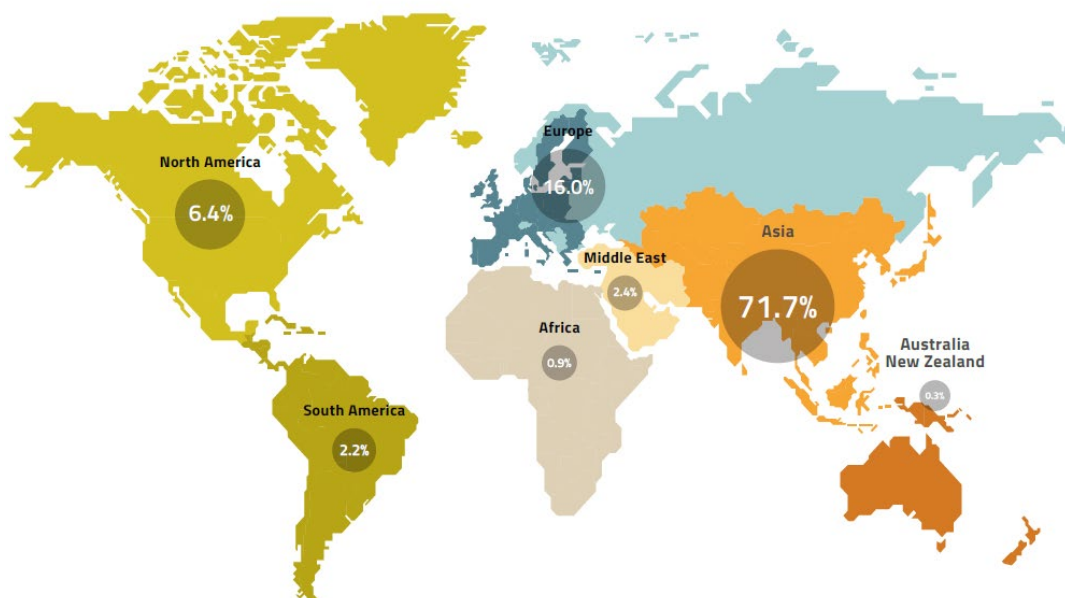 Europe
16.0%
North America
6.4%
Asia
71.7%
Middle East
2.4%
Africa
0.9%
Australia
New Zealand
0.3%
South America
2.2%